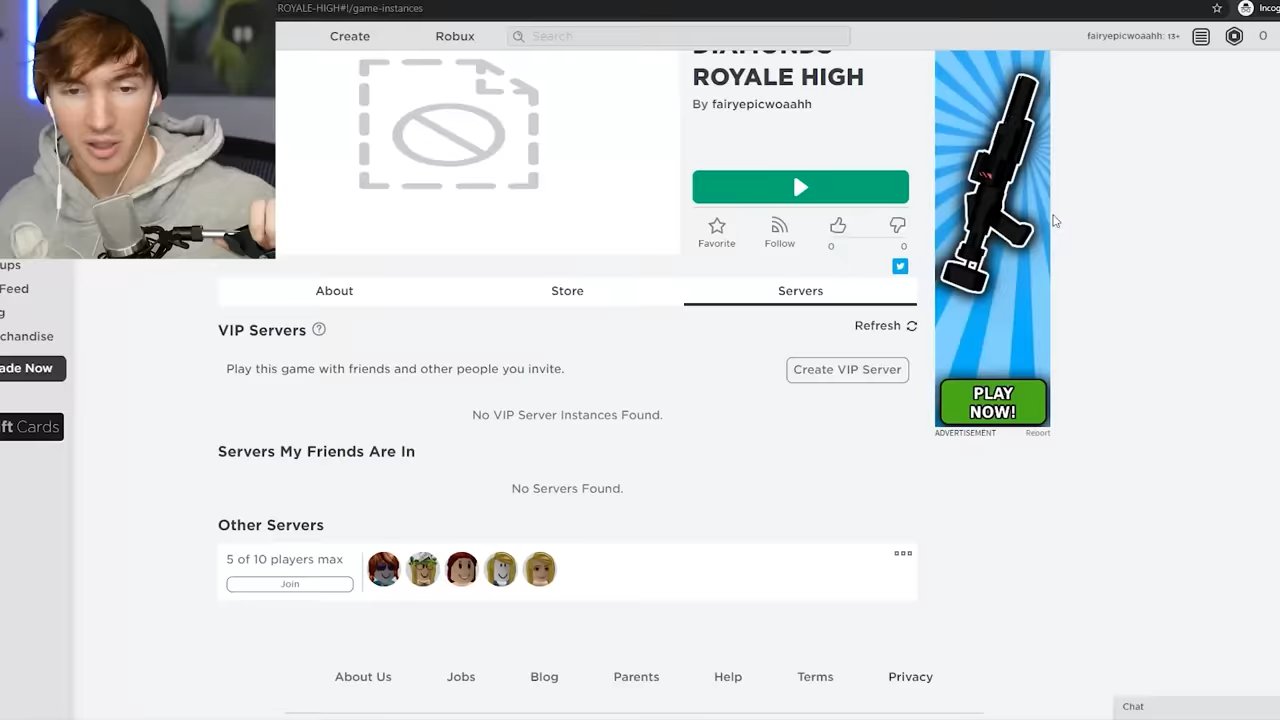 ROYALE-HIGH#!/game-instances
Incog
Create
Robux
Search
fairyepicwoaahh: 13+
0
DIAMONDS
ROYALE HIGH
By fairyepicwoaahh
Favorite
Follow
0
0
ups
Feed
g
chandise
ade Now
ft Cards
About
Store
Servers
VIP Servers
Refresh
Play this game with friends and other people you invite.
Create VIP Server
No VIP Server Instances Found.
PLAY
NOW!
ADVERTISEMENT
Report
Servers My Friends Are In
No Servers Found.
Other Servers
5 of 10 players max
Join
About Us
Jobs
Blog
Parents
Help
Terms
Privacy
Chat